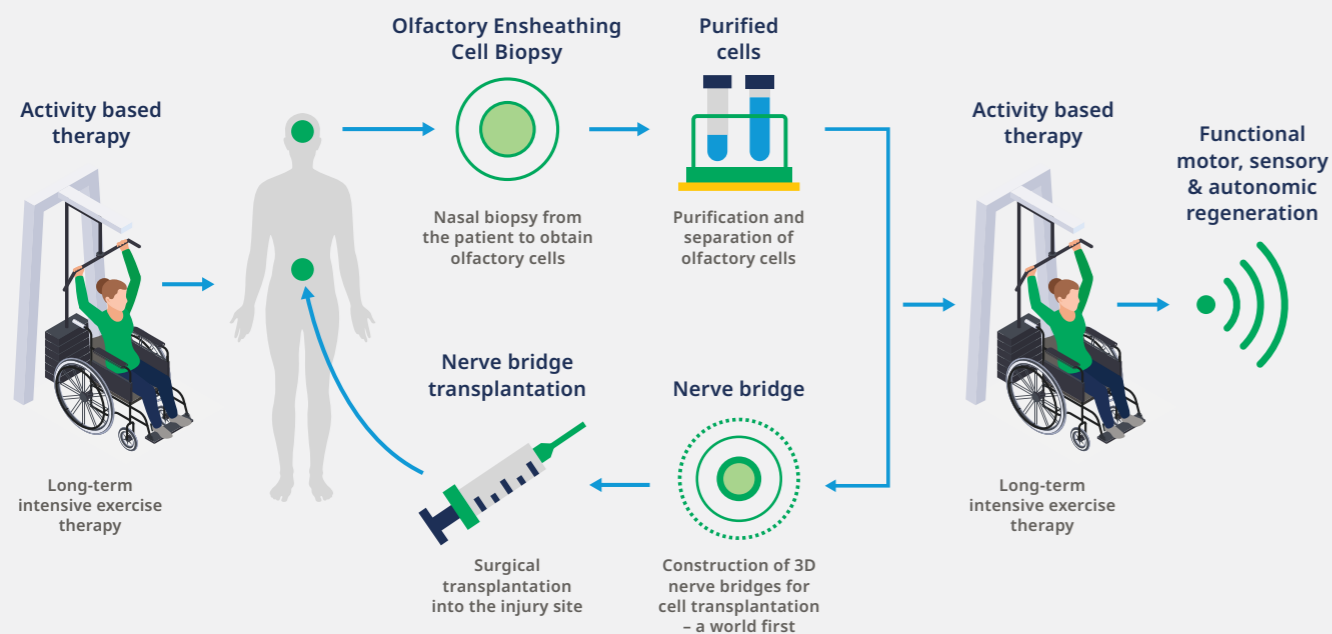 Activity based
therapy
Long-term
intensive exercise
therapy
Olfactory Ensheathing
Cell Biopsy
Nasal biopsy from
the patient to obtain
olfactory cells
Purified
cells
Purification and
separation of
olfactory cells
Nerve bridge
Construction of 3D
nerve bridges for
cell transplantation
– a world first
Nerve bridge
transplantation
Surgical
transplantation
into the injury site
Activity based
therapy
Long-term
intensive exercise
therapy
Functional
motor, sensory
& autonomic
regeneration